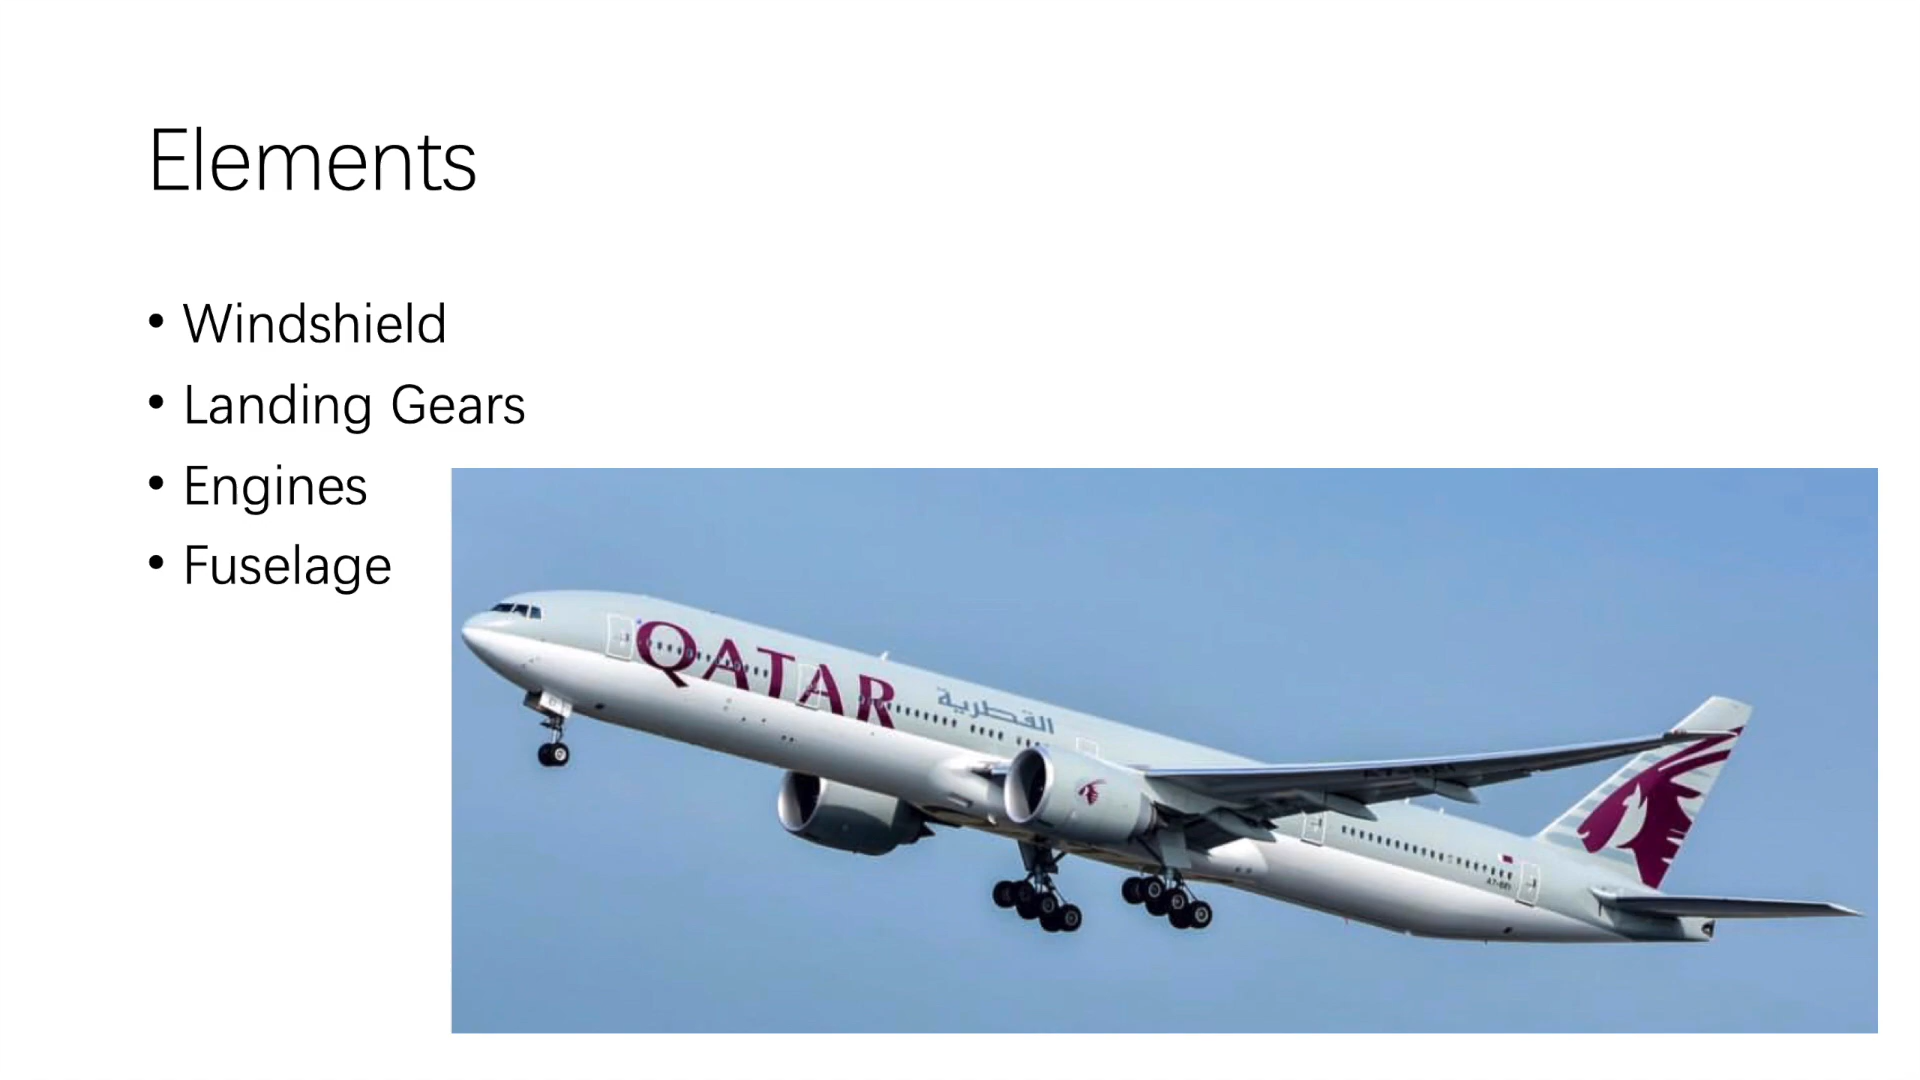 Elements
• Windshield
• Landing Gears
• Engines
• Fuselage
QATAR القطرية